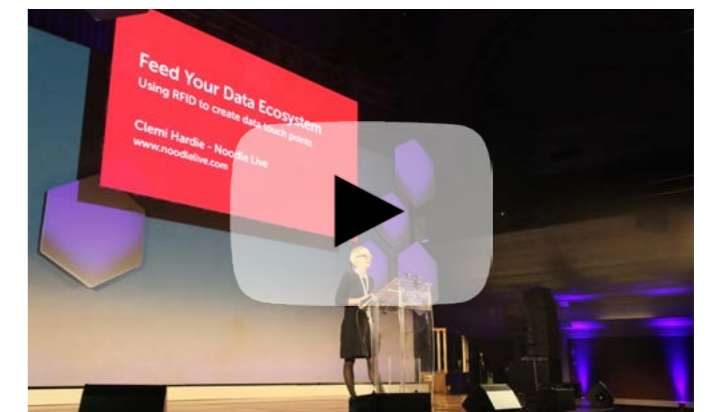 Feed Your Data Ecosystem
Using RFID to create data touch points
Clemi Hardie - Noodle Live
www.noodlelive.com